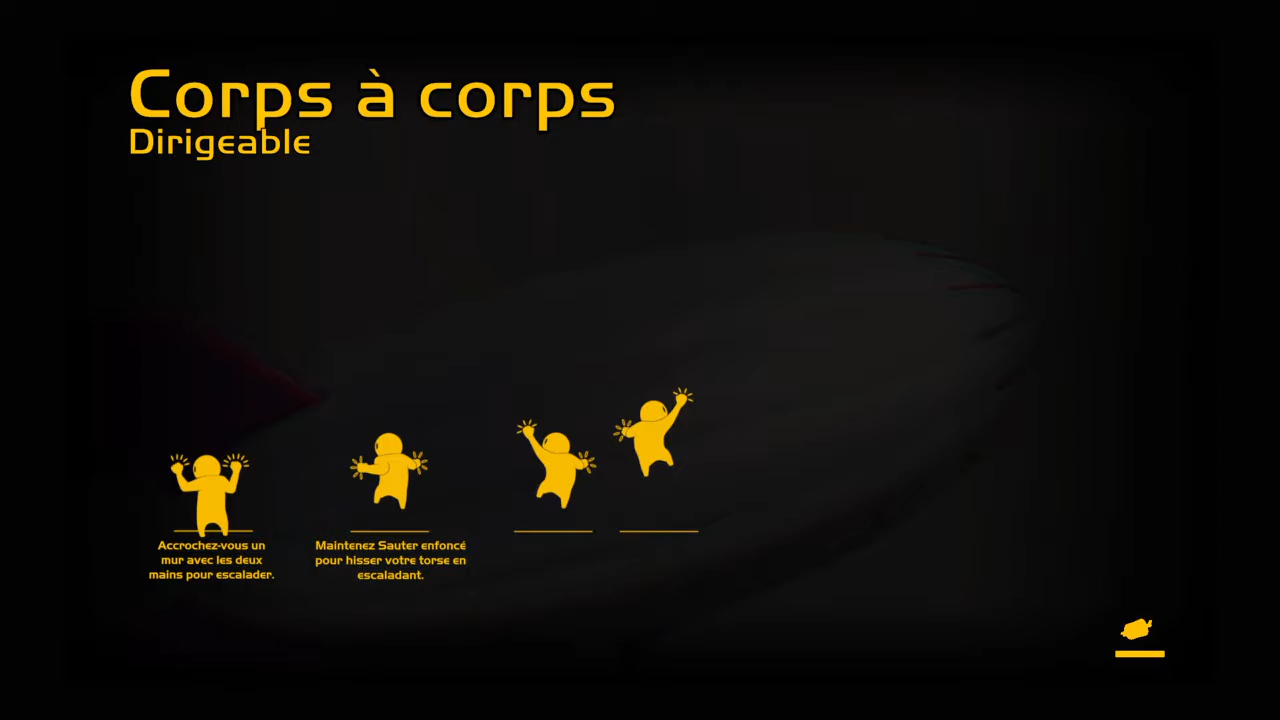 Corps à corps
Dirigeable
Accrochez-vous un
mur avec les deux
mains pour escalader.
Maintenez Sauter enfoncé
pour hisser votre torse en
escaladant.